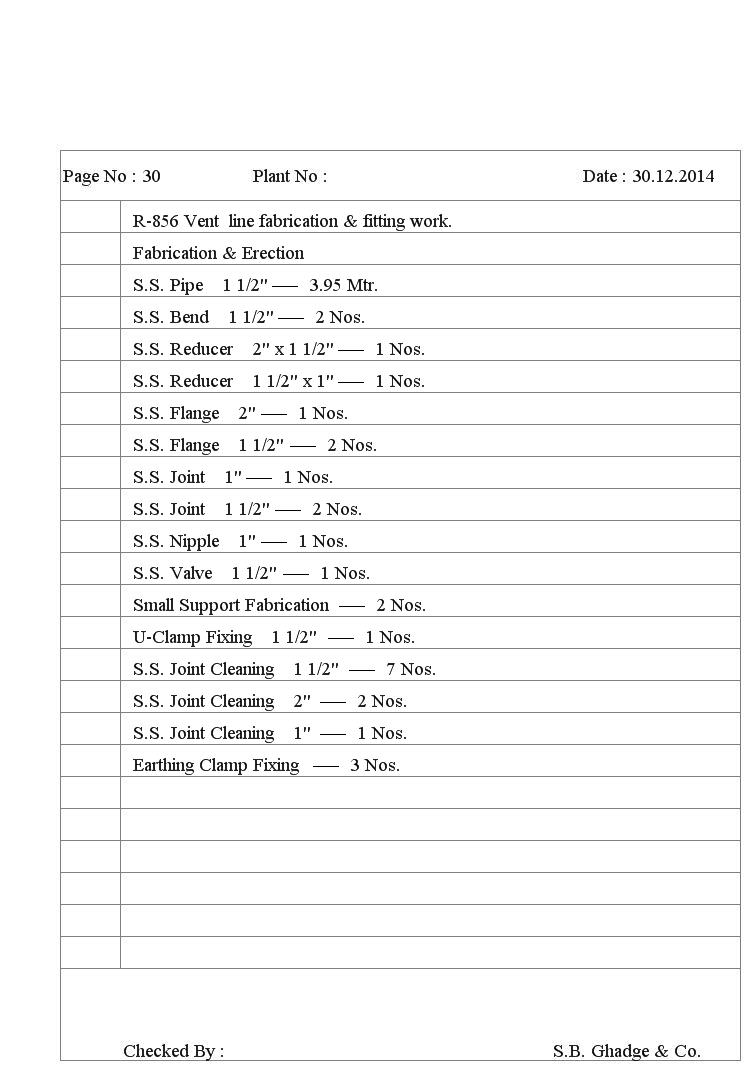 Page No : 30 Plant No : Date : 30.12.2014
R-856 Vent line fabrication & fitting work.
Fabrication & Erection
S.S. Pipe 1 1/2" — 3.95 Mtr.
S.S. Bend 1 1/2" — 2 Nos.
S.S. Reducer 2" x 1 1/2" — 1 Nos.
S.S. Reducer 1 1/2" x 1" — 1 Nos.
S.S. Flange 2" — 1 Nos.
S.S. Flange 1 1/2" — 2 Nos.
S.S. Joint 1" — 1 Nos.
S.S. Joint 1 1/2" — 2 Nos.
S.S. Nipple 1" — 1 Nos.
S.S. Valve 1 1/2" — 1 Nos.
Small Support Fabrication — 2 Nos.
U-Clamp Fixing 1 1/2" — 1 Nos.
S.S. Joint Cleaning 1 1/2" — 7 Nos.
S.S. Joint Cleaning 2" — 2 Nos.
S.S. Joint Cleaning 1" — 1 Nos.
Earthing Clamp Fixing — 3 Nos.
Checked By : S.B. Ghadge & Co.